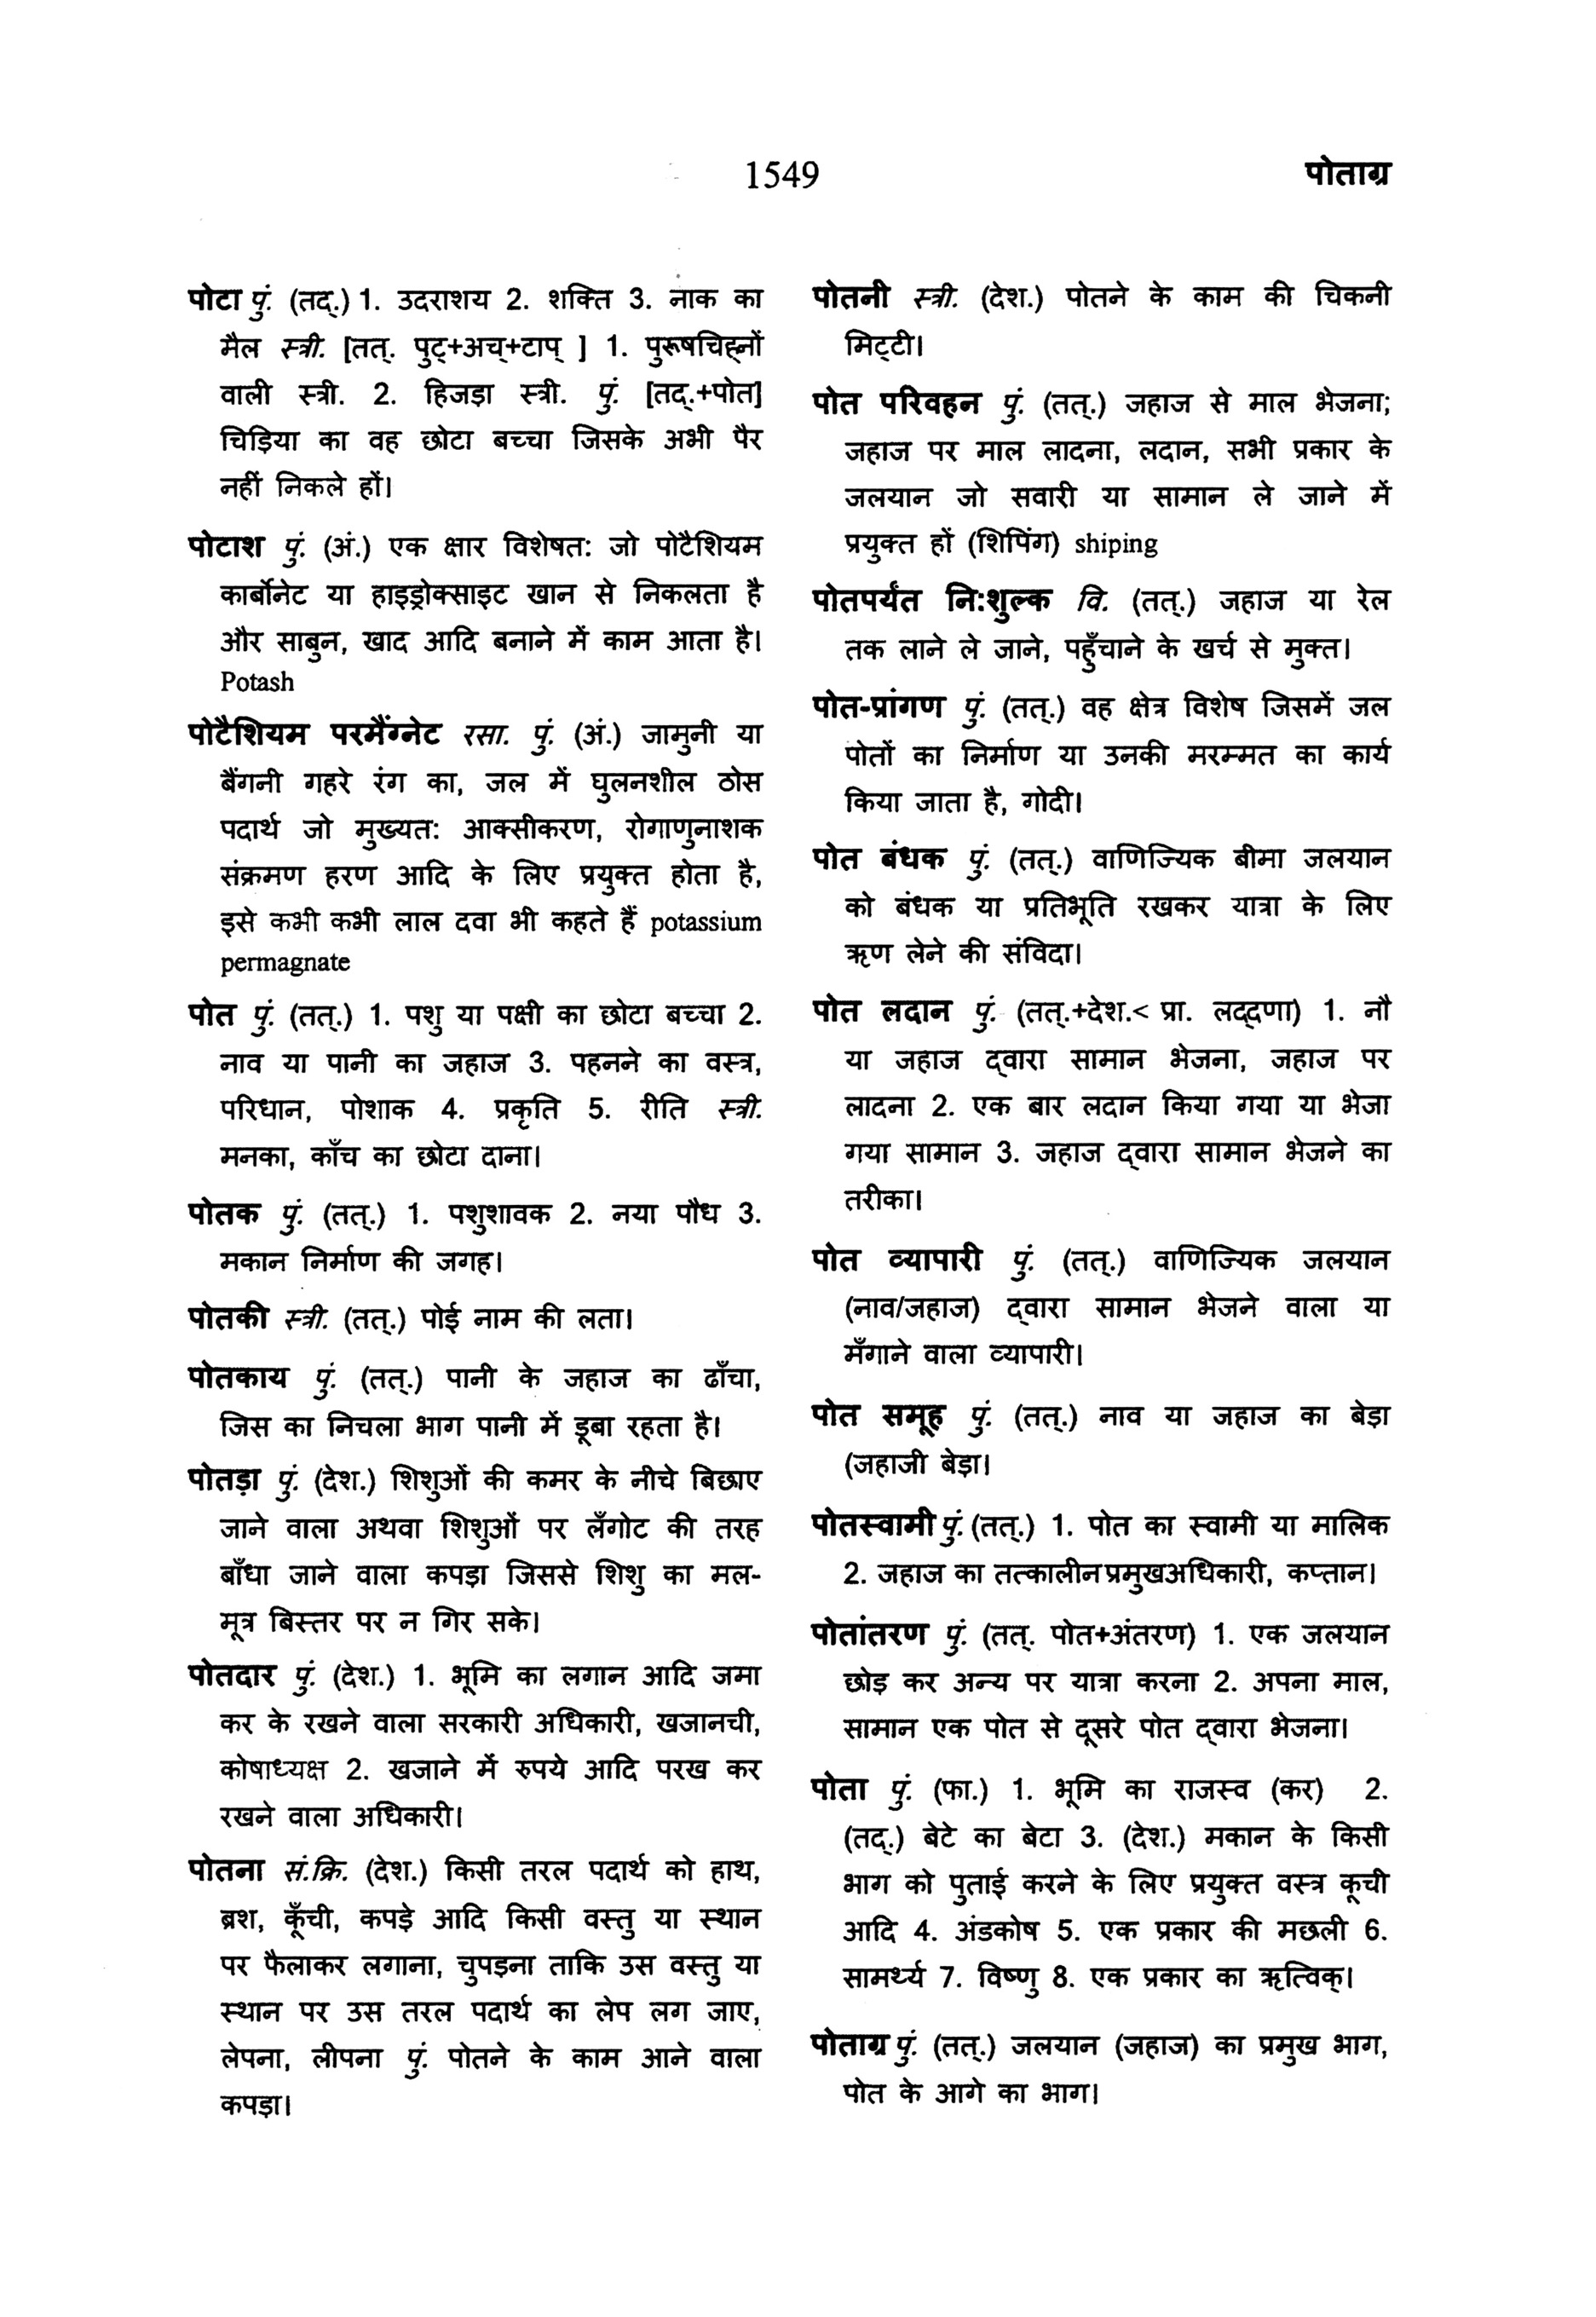 1549
पोताग्र
पोटा पुं. (तद्.) 1. उदराशय 2. शक्ति 3. नाक का
मैल स्त्री. [तत्. पुट्+अच्+टाप् ] 1. पुरूषचिह्नों
वाली स्त्री. 2. हिजड़ा स्त्री. पुं. [तद्.+पोत]
चिड़िया का वह छोटा बच्चा जिसके अभी पैर
नहीं निकले हों।
पोटाश पुं. (अं.) एक क्षार विशेषत: जो पोटैशियम
कार्बोनेट या हाइड्रोक्साइट खान से निकलता है
और साबुन, खाद आदि बनाने में काम आता है।
Potash
पोटैशियम परमैंग्नेट रसा. पुं. (अं.) जामुनी या
बैंगनी गहरे रंग का, जल में घुलनशील ठोस
पदार्थ जो मुख्यत: आक्सीकरण, रोगाणुनाशक
संक्रमण हरण आदि के लिए प्रयुक्त होता है,
इसे कभी कभी लाल दवा भी कहते हैं potassium
permagnate
पोत पुं. (तत्.) 1. पशु या पक्षी का छोटा बच्चा 2.
नाव या पानी का जहाज 3. पहनने का वस्त्र,
परिधान, पोशाक 4. प्रकृति 5. रीति स्त्री.
मनका, काँच का छोटा दाना।
पोतक पुं. (तत्.) 1. पशुशावक 2. नया पौध 3.
मकान निर्माण की जगह।
पोतकी स्त्री. (तत्.) पोई नाम की लता।
पोतकाय पुं. (तत्.) पानी के जहाज का ढाँचा,
जिस का निचला भाग पानी में डूबा रहता है।
पोतड़ा पुं. (देश.) शिशुओं की कमर के नीचे बिछाए
जाने वाला अथवा शिशुओं पर लँगोट की तरह
बाँधा जाने वाला कपड़ा जिससे शिशु का मल-
मूत्र बिस्तर पर न गिर सके।
पोतदार पुं. (देश.) 1. भूमि का लगान आदि जमा
कर के रखने वाला सरकारी अधिकारी, खजानची,
कोषाध्यक्ष 2. खजाने में रुपये आदि परख कर
रखने वाला अधिकारी।
पोतना सं.क्रि. (देश.) किसी तरल पदार्थ को हाथ,
ब्रश, कूँची, कपड़े आदि किसी वस्तु या स्थान
पर फैलाकर लगाना, चुपड़ना ताकि उस वस्तु या
स्थान पर उस तरल पदार्थ का लेप लग जाए,
लेपना, लीपना पुं. पोतने के काम आने वाला
कपड़ा।
पोतनी स्त्री. (देश.) पोतने के काम की चिकनी
मिट्टी।
पोत परिवहन पुं. (तत्.) जहाज से माल भेजना;
जहाज पर माल लादना, लदान, सभी प्रकार के
जलयान जो सवारी या सामान ले जाने में
प्रयुक्त हों (शिपिंग) shiping
पोतपर्यंत नि:शुल्क वि. (तत्.) जहाज या रेल
तक लाने ले जाने, पहुँचाने के खर्च से मुक्त।
पोत-प्रांगण पुं. (तत्.) वह क्षेत्र विशेष जिसमें जल
पोतों का निर्माण या उनकी मरम्मत का कार्य
किया जाता है, गोदी।
पोत बंधक पुं. (तत्.) वाणिज्यिक बीमा जलयान
को बंधक या प्रतिभूति रखकर यात्रा के लिए
ऋण लेने की संविदा।
पोत लदान पुं. (तत्.+देश.< प्रा. लद्दणा) 1. नौ
या जहाज द्वारा सामान भेजना, जहाज पर
लादना 2. एक बार लदान किया गया या भेजा
गया सामान 3. जहाज द्वारा सामान भेजने का
तरीका।
पोत व्यापारी पुं. (तत्.) वाणिज्यिक जलयान
(नाव/जहाज) द्वारा सामान भेजने वाला या
मँगाने वाला व्यापारी।
पोत समूह पुं. (तत्.) नाव या जहाज का बेड़ा
(जहाजी बेड़ा।
पोतस्वामी पुं. (तत्.) 1. पोत का स्वामी या मालिक
2. जहाज का तत्कालीन प्रमुखअधिकारी, कप्तान।
पोतांतरण पुं. (तत्. पोत+अंतरण) 1. एक जलयान
छोड़ कर अन्य पर यात्रा करना 2. अपना माल,
सामान एक पोत से दूसरे पोत द्वारा भेजना।
पोता पुं. (फा.) 1. भूमि का राजस्व (कर) 2.
(तद्.) बेटे का बेटा 3. (देश.) मकान के किसी
भाग को पुताई करने के लिए प्रयुक्त वस्त्र कूची
आदि 4. अंडकोष 5. एक प्रकार की मछली 6.
सामर्थ्य 7. विष्णु 8. एक प्रकार का ऋत्विक्।
पोताग्र पुं. (तत्.) जलयान (जहाज) का प्रमुख भाग,
पोत के आगे का भाग।